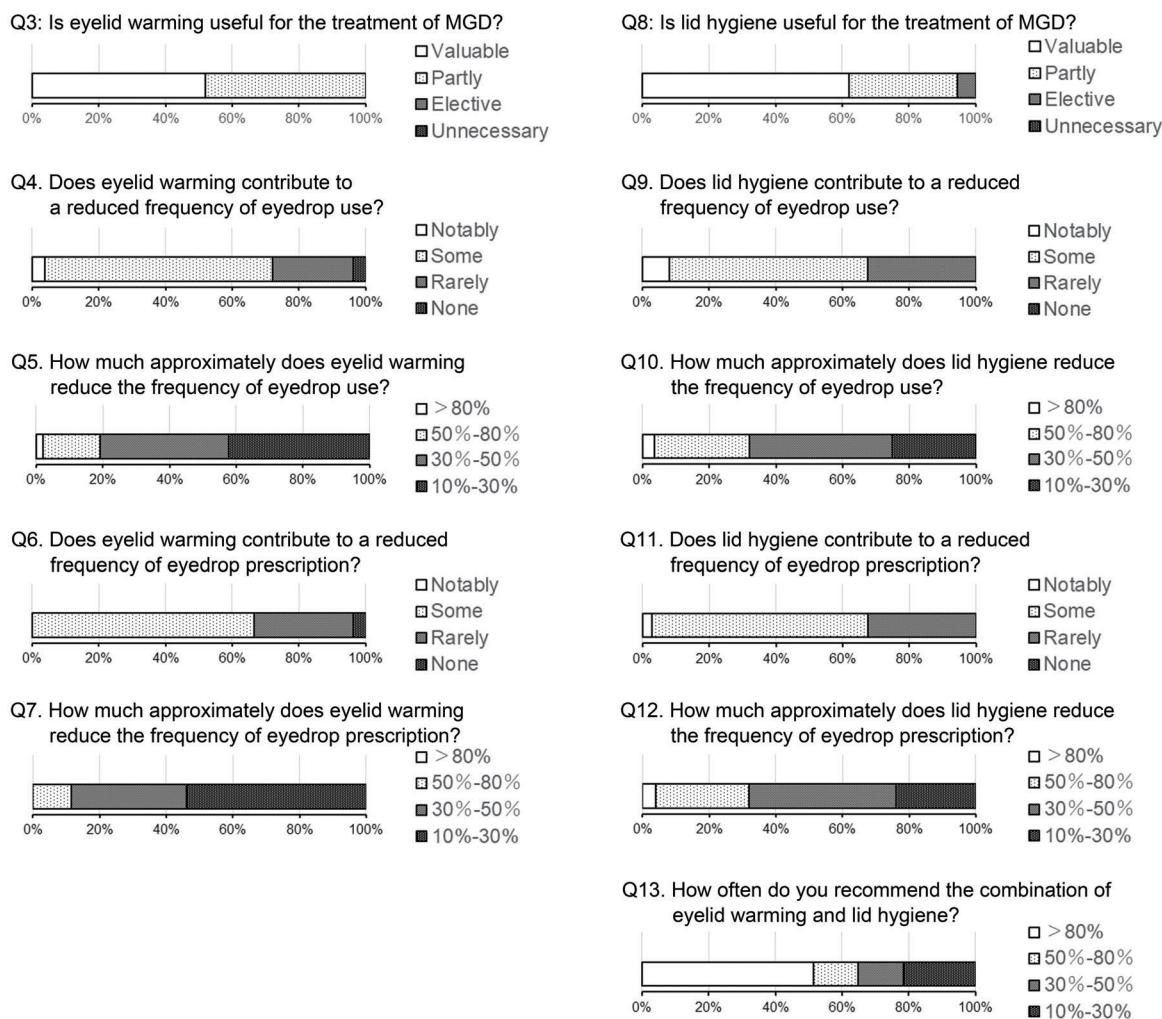 Q3: Is eyelid warming useful for the treatment of MGD?
Valuable
Partly
Elective
Unnecessary
0% 20% 40% 60% 80% 100%
Q4. Does eyelid warming contribute to
a reduced frequency of eyedrop use?
Notably
Some
Rarely
None
0% 20% 40% 60% 80% 100%
Q5. How much approximately does eyelid warming
reduce the frequency of eyedrop use?
>80%
50%-80%
30%-50%
10%-30%
0% 20% 40% 60% 80% 100%
Q6. Does eyelid warming contribute to a reduced
frequency of eyedrop prescription?
Notably
Some
Rarely
None
0% 20% 40% 60% 80% 100%
Q7. How much approximately does eyelid warming
reduce the frequency of eyedrop prescription?
>80%
50%-80%
30%-50%
10%-30%
0% 20% 40% 60% 80% 100%
Q8: Is lid hygiene useful for the treatment of MGD?
Valuable
Partly
Elective
Unnecessary
0% 20% 40% 60% 80% 100%
Q9. Does lid hygiene contribute to a reduced
frequency of eyedrop use?
Notably
Some
Rarely
None
0% 20% 40% 60% 80% 100%
Q10. How much approximately does lid hygiene reduce
the frequency of eyedrop use?
>80%
50%-80%
30%-50%
10%-30%
0% 20% 40% 60% 80% 100%
Q11. Does lid hygiene contribute to a reduced
frequency of eyedrop prescription?
Notably
Some
Rarely
None
0% 20% 40% 60% 80% 100%
Q12. How much approximately does lid hygiene reduce
the frequency of eyedrop prescription?
>80%
50%-80%
30%-50%
10%-30%
0% 20% 40% 60% 80% 100%
Q13. How often do you recommend the combination of
eyelid warming and lid hygiene?
>80%
50%-80%
30%-50%
10%-30%
0% 20% 40% 60% 80% 100%